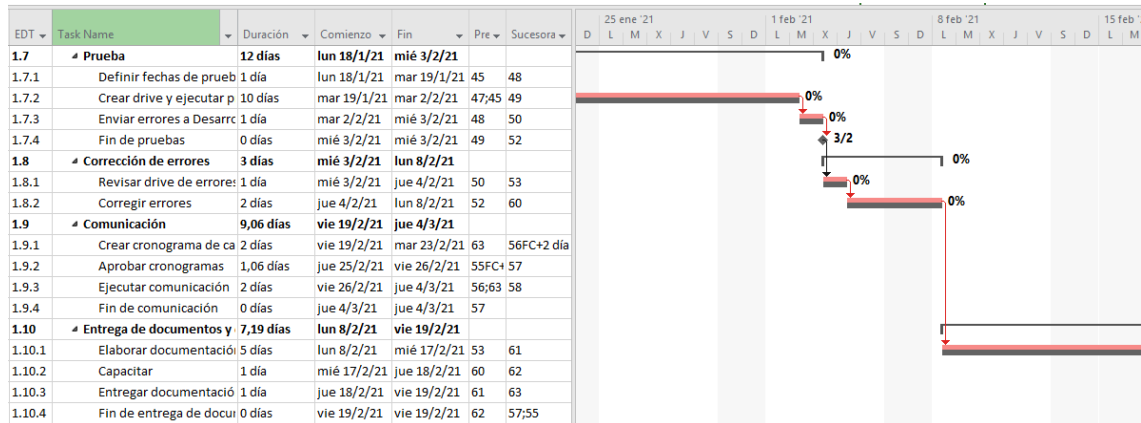 25 ene '21 1 feb '21 8 feb '21 15 feb '
EDT Task Name Duración Comienzo Fin Pre Sucesora D L M X J V S D L M X J V S D L M X J V S D L M
1.7 Prueba 12 días lun 18/1/21 mié 3/2/21 0%
1.7.1 Definir fechas de prueb 1 día lun 18/1/21 mar 19/1/21 45 48
1.7.2 Crear drive y ejecutar p 10 días mar 19/1/21 mar 2/2/21 47;45 49 0%
1.7.3 Enviar errores a Desarro 1 día mar 2/2/21 mié 3/2/21 48 50 0%
1.7.4 Fin de pruebas 0 días mié 3/2/21 mié 3/2/21 49 52 3/2
1.8 Corrección de errores 3 días mié 3/2/21 lun 8/2/21 0%
1.8.1 Revisar drive de errores 1 día mié 3/2/21 jue 4/2/21 50 53 0%
1.8.2 Corregir errores 2 días jue 4/2/21 lun 8/2/21 52 60 0%
1.9 Comunicación 9,06 días vie 19/2/21 jue 4/3/21
1.9.1 Crear cronograma de ca 2 días vie 19/2/21 mar 23/2/21 63 56FC+2 día
1.9.2 Aprobar cronogramas 1,06 días jue 25/2/21 vie 26/2/21 55FC+ 57
1.9.3 Ejecutar comunicación 2 días vie 26/2/21 jue 4/3/21 56;63 58
1.9.4 Fin de comunicación 0 días jue 4/3/21 jue 4/3/21 57
1.10 Entrega de documentos y 7,19 días lun 8/2/21 vie 19/2/21
1.10.1 Elaborar documentació 5 días lun 8/2/21 mié 17/2/21 53 61
1.10.2 Capacitar 1 día mié 17/2/21 jue 18/2/21 60 62
1.10.3 Entregar documentació 1 día jue 18/2/21 vie 19/2/21 61 63
1.10.4 Fin de entrega de docu 0 días vie 19/2/21 vie 19/2/21 62 57;55